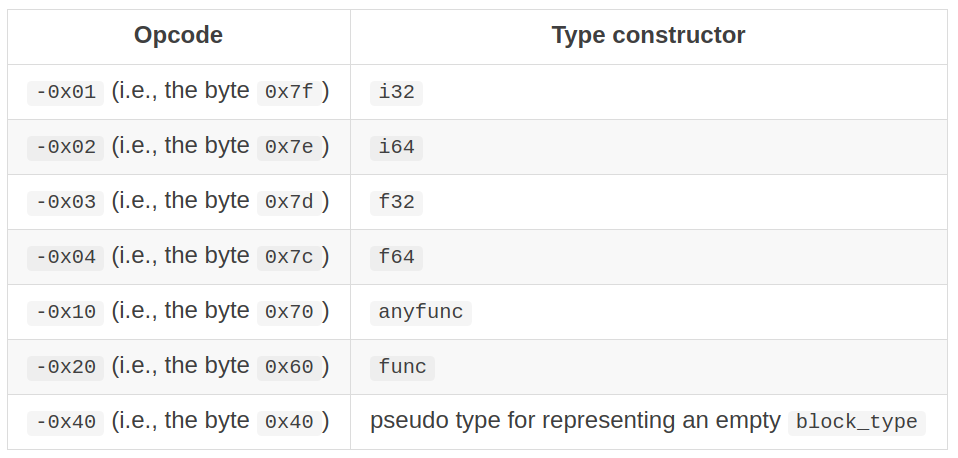 Opcode Type constructor
-0x01 (i.e., the byte 0x7f ) i32
-0x02 (i.e., the byte 0x7e ) i64
-0x03 (i.e., the byte 0x7d ) f32
-0x04 (i.e., the byte 0x7c ) f64
-0x10 (i.e., the byte 0x70 ) anyfunc
-0x20 (i.e., the byte 0x60 ) func
-0x40 (i.e., the byte 0x40 ) pseudo type for representing an empty block_type